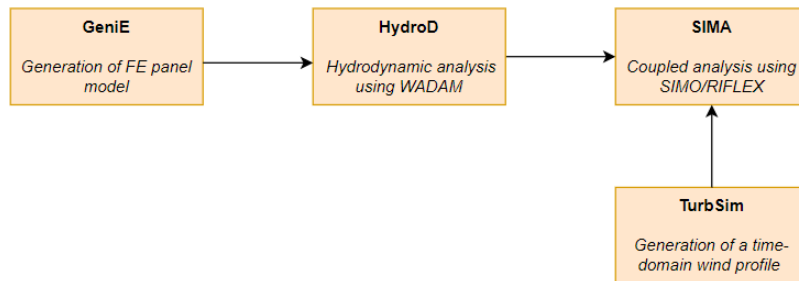 GeniE
Generation of FE panel
model
HydroD
Hydrodynamic analysis
using WADAM
SIMA
Coupled analysis using
SIMO/RIFLEX
TurbSim
Generation of a time-
domain wind profile